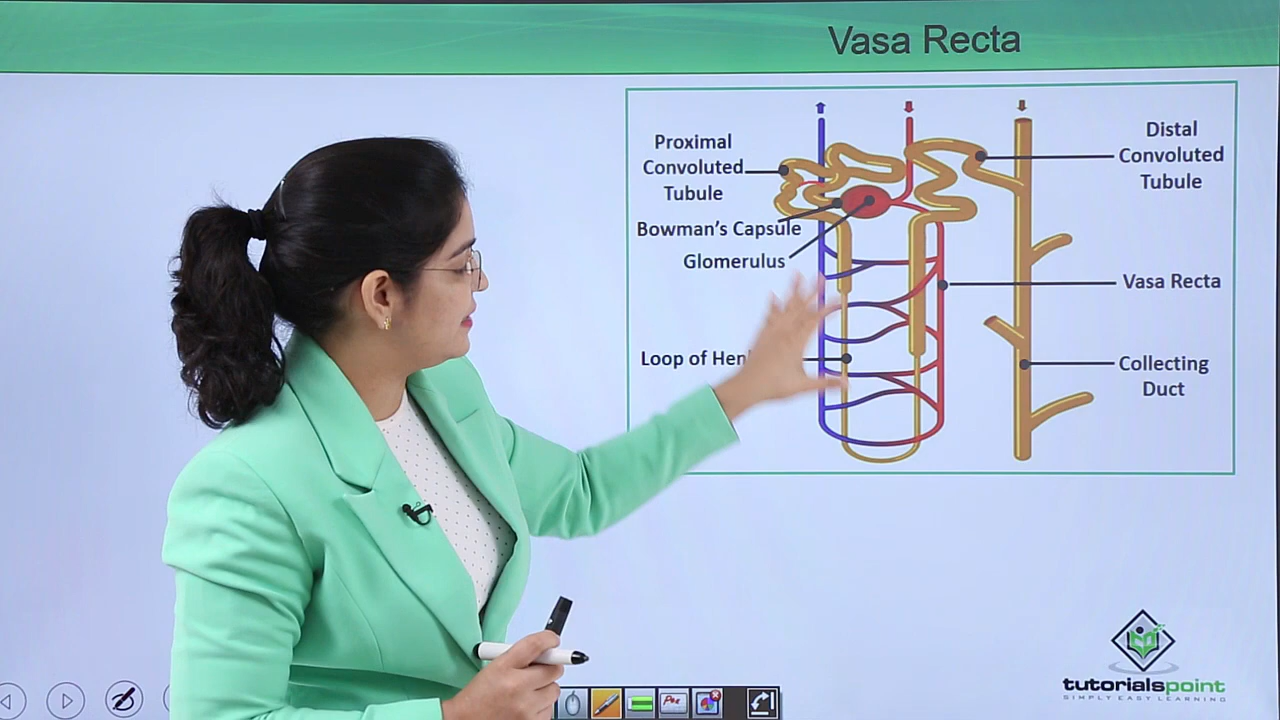 Vasa Recta
Proximal
Convoluted
Tubule
Distal
Convoluted
Tubule
Bowman's Capsule
Glomerulus
Vasa Recta
Loop of Hen
Collecting
Duct
tutorialspoint
SIMPLY EASY LEARNING